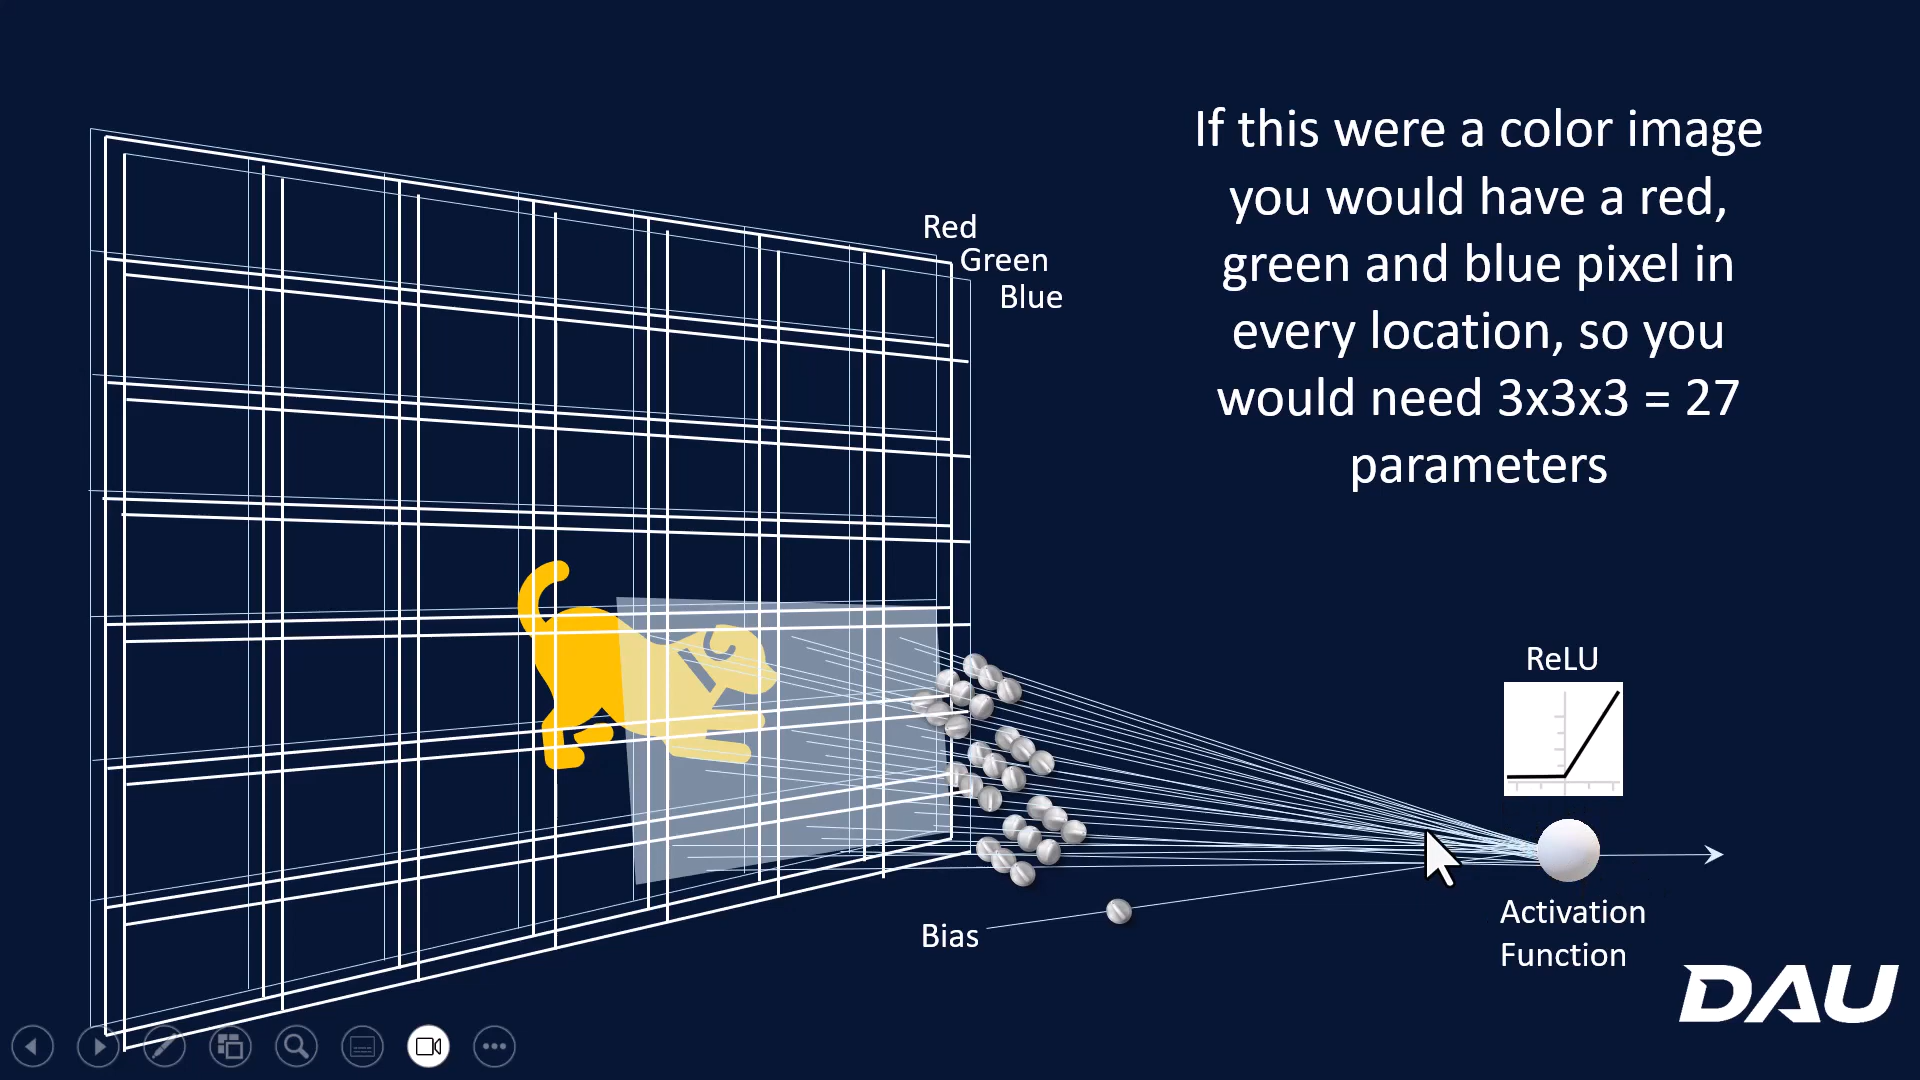 If this were a color image
you would have a red,
green and blue pixel in
every location, so you
would need 3x3x3 = 27
parameters
Red
Green
Blue
ReLU
Bias
Activation
Function
DAU